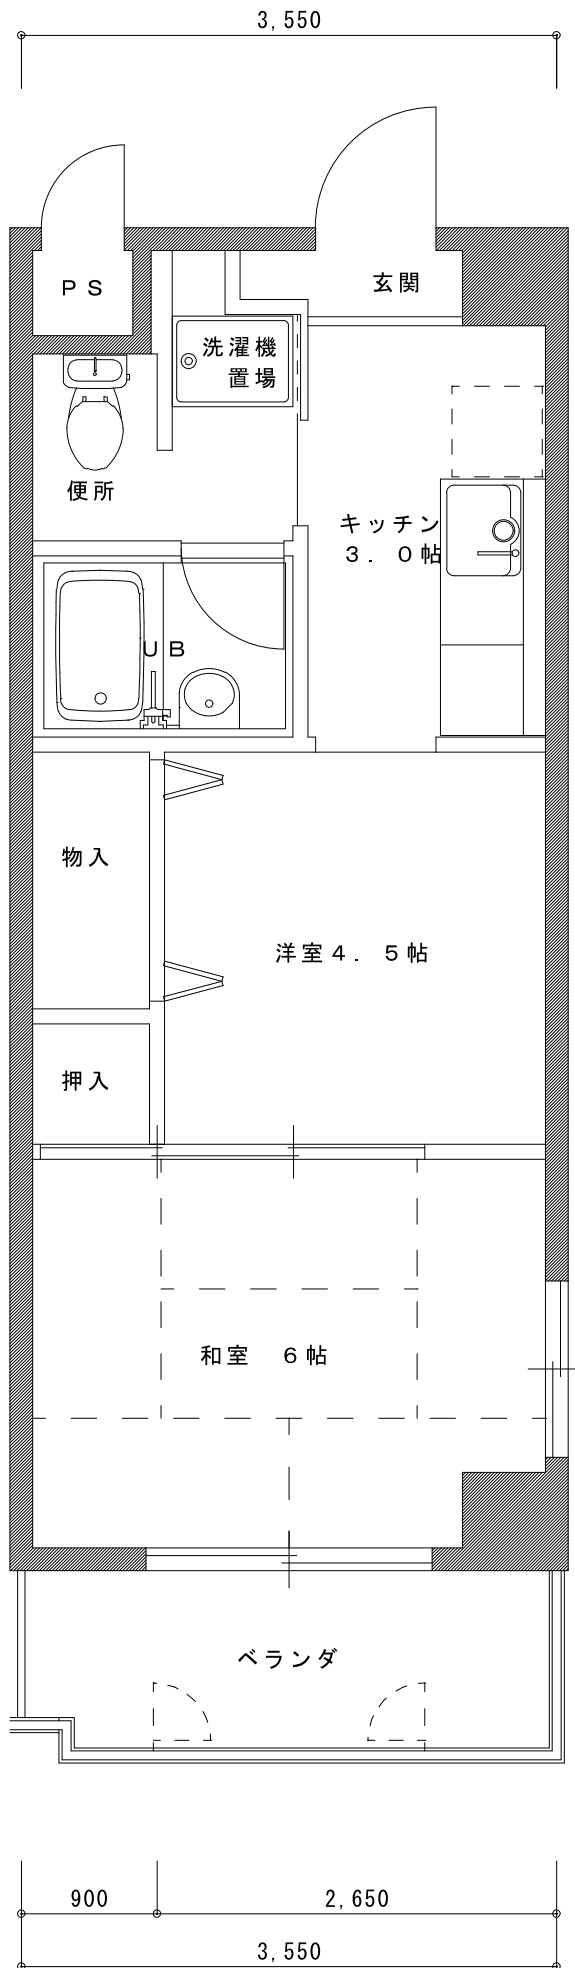 3,550
ＰＳ
玄関
洗濯機
置場
便所
キッチン
３．０帖
ＵＢ
物入
洋室４．５帖
押入
和室　６帖
ベランダ
900
2,650
3,550